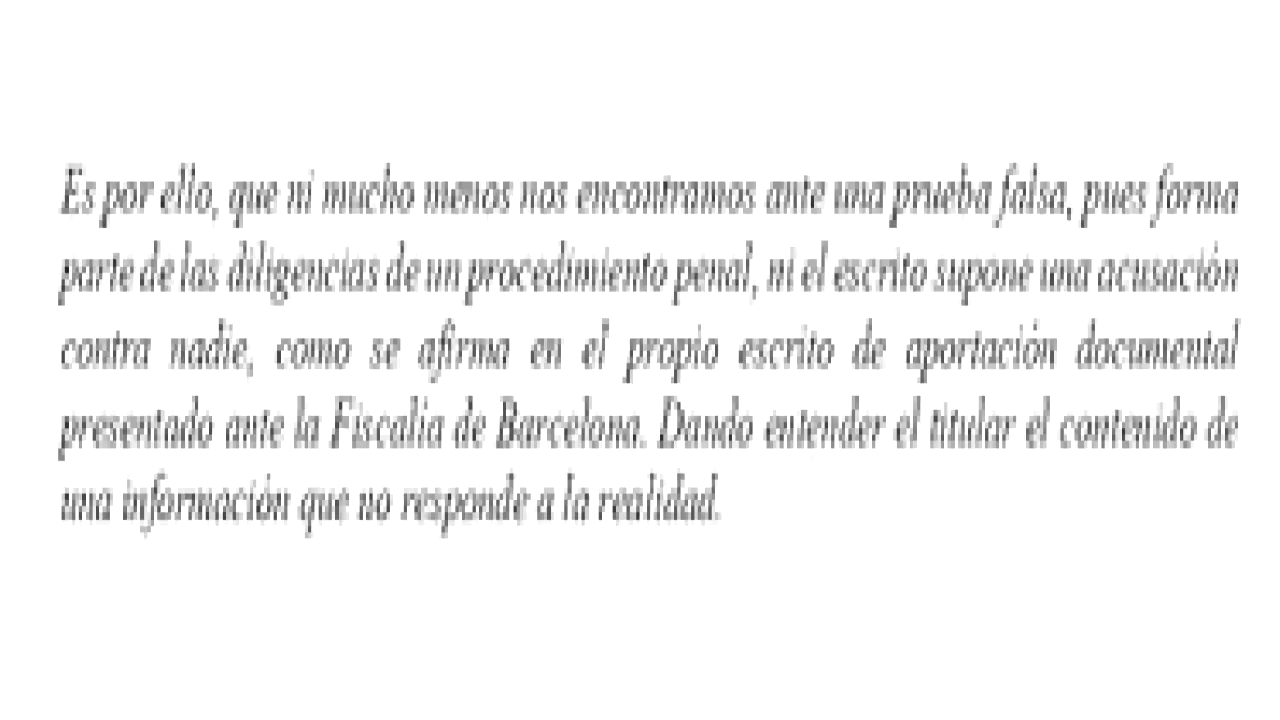 Es por ello, que ni mucho menos nos encontramos ante una prueba falsa, pues forma
parte de las diligencias de un procedimiento penal, ni el escrito supone una acusación
contra nadie, como se afirma en el propio escrito de aportación documental
presentado ante la Fiscalía de Barcelona. Dando entender el titular el contenido de
una información que no responde a la realidad.